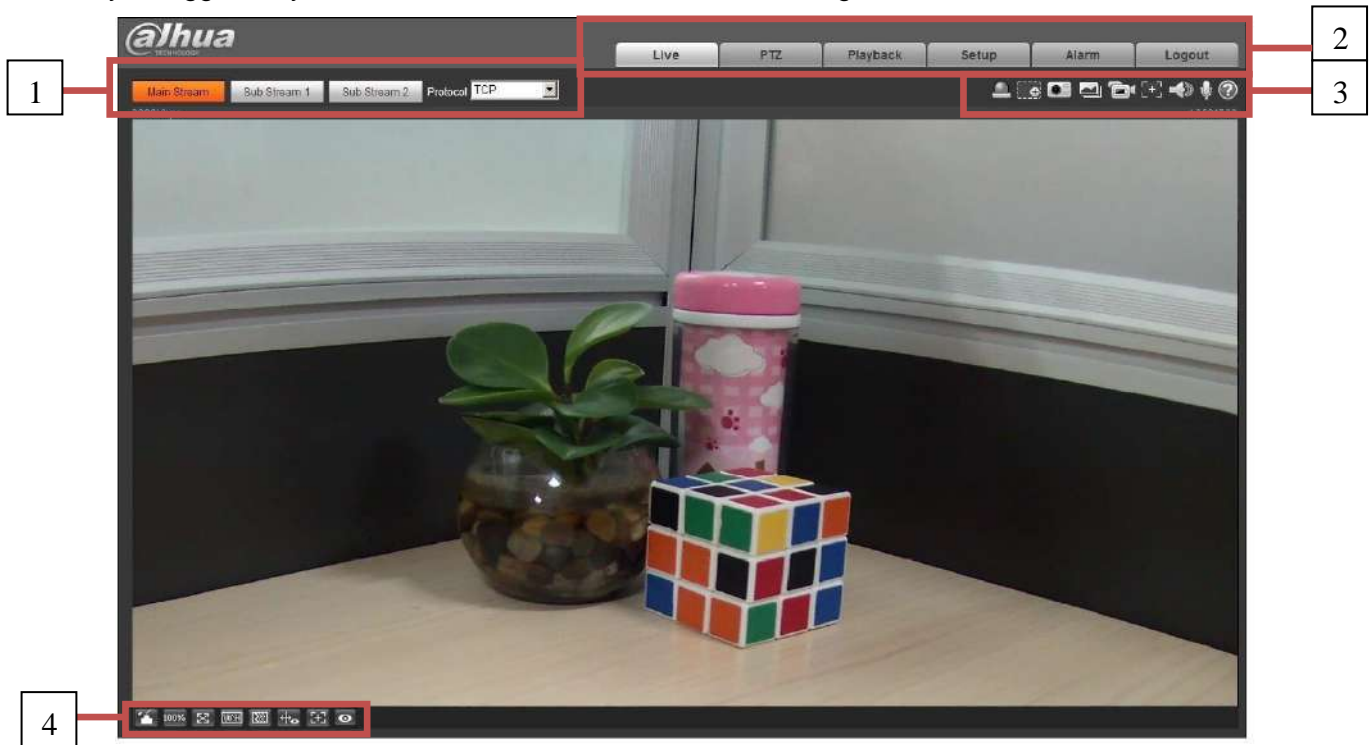 alhua
TECHNOLOGY
2
Live PTZ Playback Setup Alarm Logout
1
Main Stream Sub Stream 1 Sub Stream 2 Protocol TCP
3
4
100%